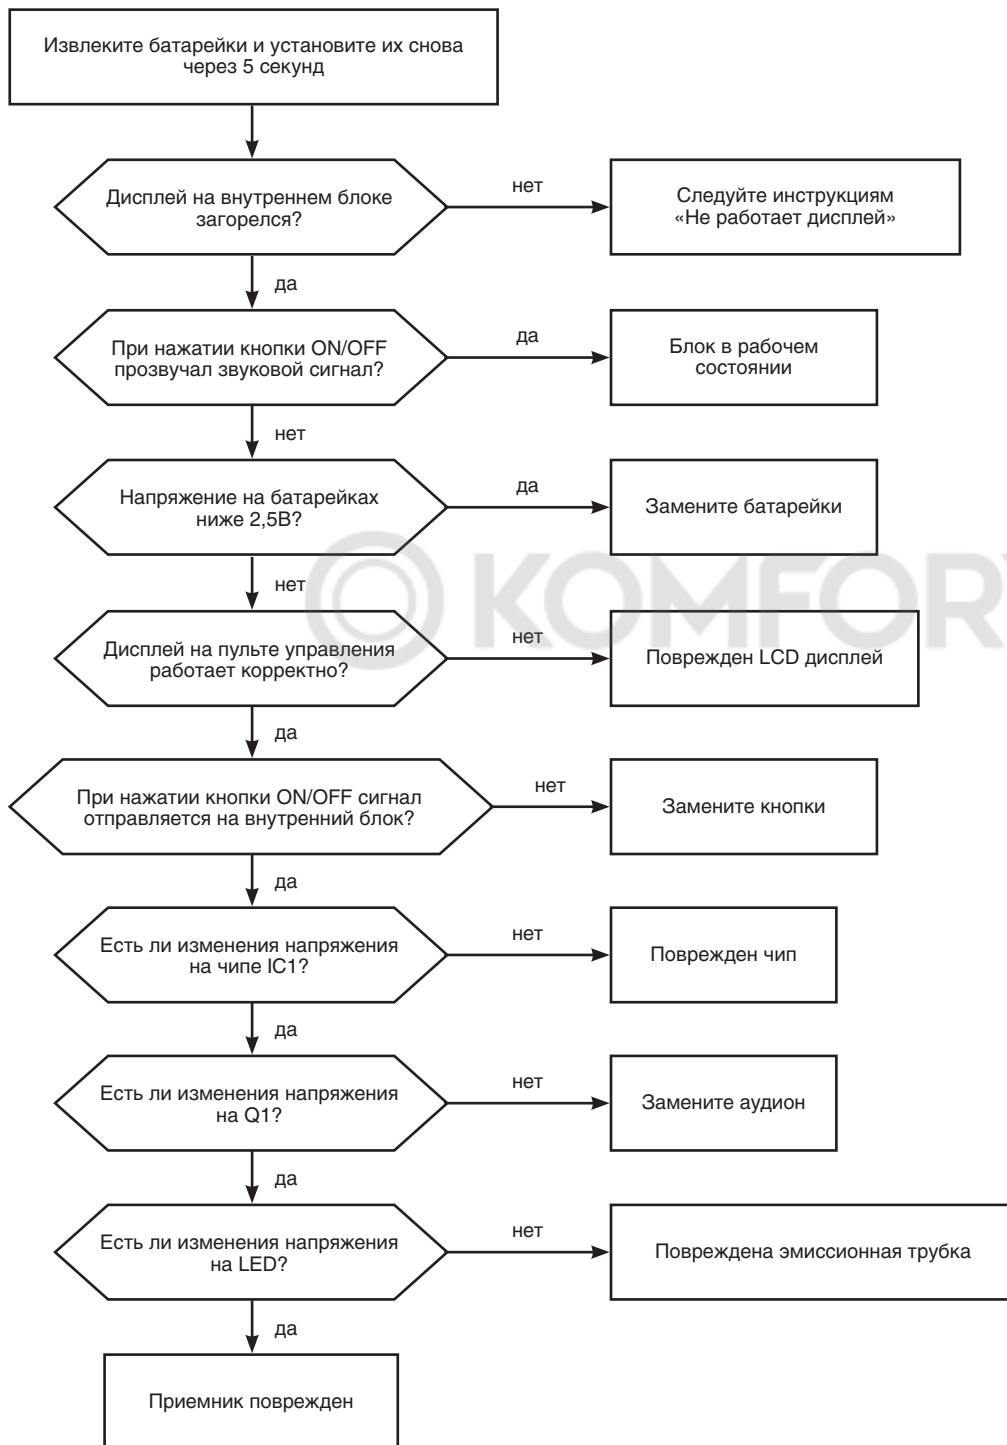 Извлеките батарейки и установите их снова
через 5 секунд
Дисплей на внутреннем блоке
загорелся?
нет
Следуйте инструкциям
«Не работает дисплей»
да
При нажатии кнопки ON/OFF
прозвучал звуковой сигнал?
да
Блок в рабочем
состоянии
нет
Напряжение на батарейках
ниже 2,5В?
да
Замените батарейки
нет
KOMFORT
Дисплей на пульте управления
работает корректно?
нет
Поврежден LCD дисплей
да
При нажатии кнопки ON/OFF сигнал
отправляется на внутренний блок?
нет
Замените кнопки
да
Есть ли изменения напряжения
на чипе IC1?
нет
Поврежден чип
да
Есть ли изменения напряжения
на Q1?
нет
Замените аудион
да
Есть ли изменения напряжения
на LED?
нет
Повреждена эмиссионная трубка
да
Приемник поврежден